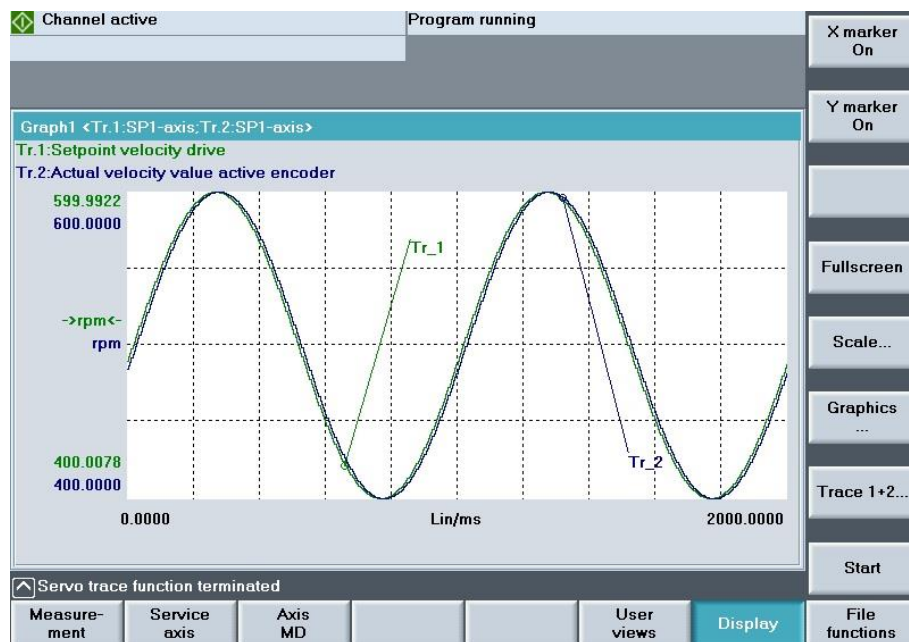 Channel active
Program running
X marker
On
Y marker
On
Graph1 <Tr.1:SP1-axis;Tr.2:SP1-axis>
Tr.1:Setpoint velocity drive
Tr.2:Actual velocity value active encoder
599.9922
600.0000
Tr_1
Fullscreen
->rpm<-
rpm
Scale...
Graphics
...
400.0078
400.0000
Tr_2
Trace 1+2...
0.0000
Lin/ms
2000.0000
Start
Servo trace function terminated
Measure-
ment
Service
axis
Axis
MD
User
views
Display
File
functions